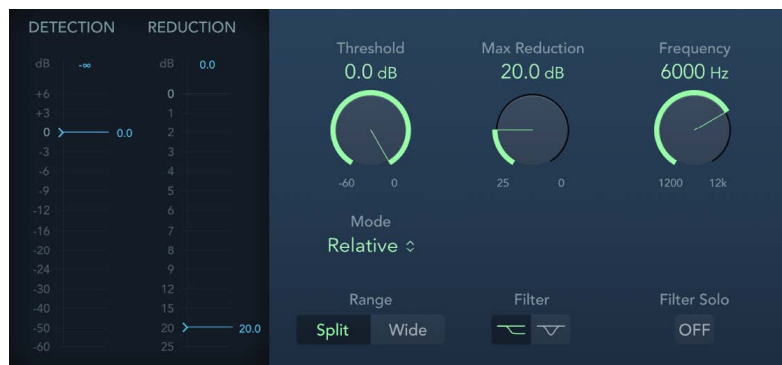 DETECTION REDUCTION
dB -∞ dB 0.0
Threshold Max Reduction Frequency
0.0 dB 20.0 dB 6000 Hz
+6 0
+3 1
0 0.0 2
-3 3
-6 4
-9 5
-12 6
-16 7
-20 8
-24 9
-30 12
-40 15
-50 20 20.0
-60 25
-60 0 25 0 1200 12k
Mode
Relative
Range Filter Filter Solo
Split Wide OFF